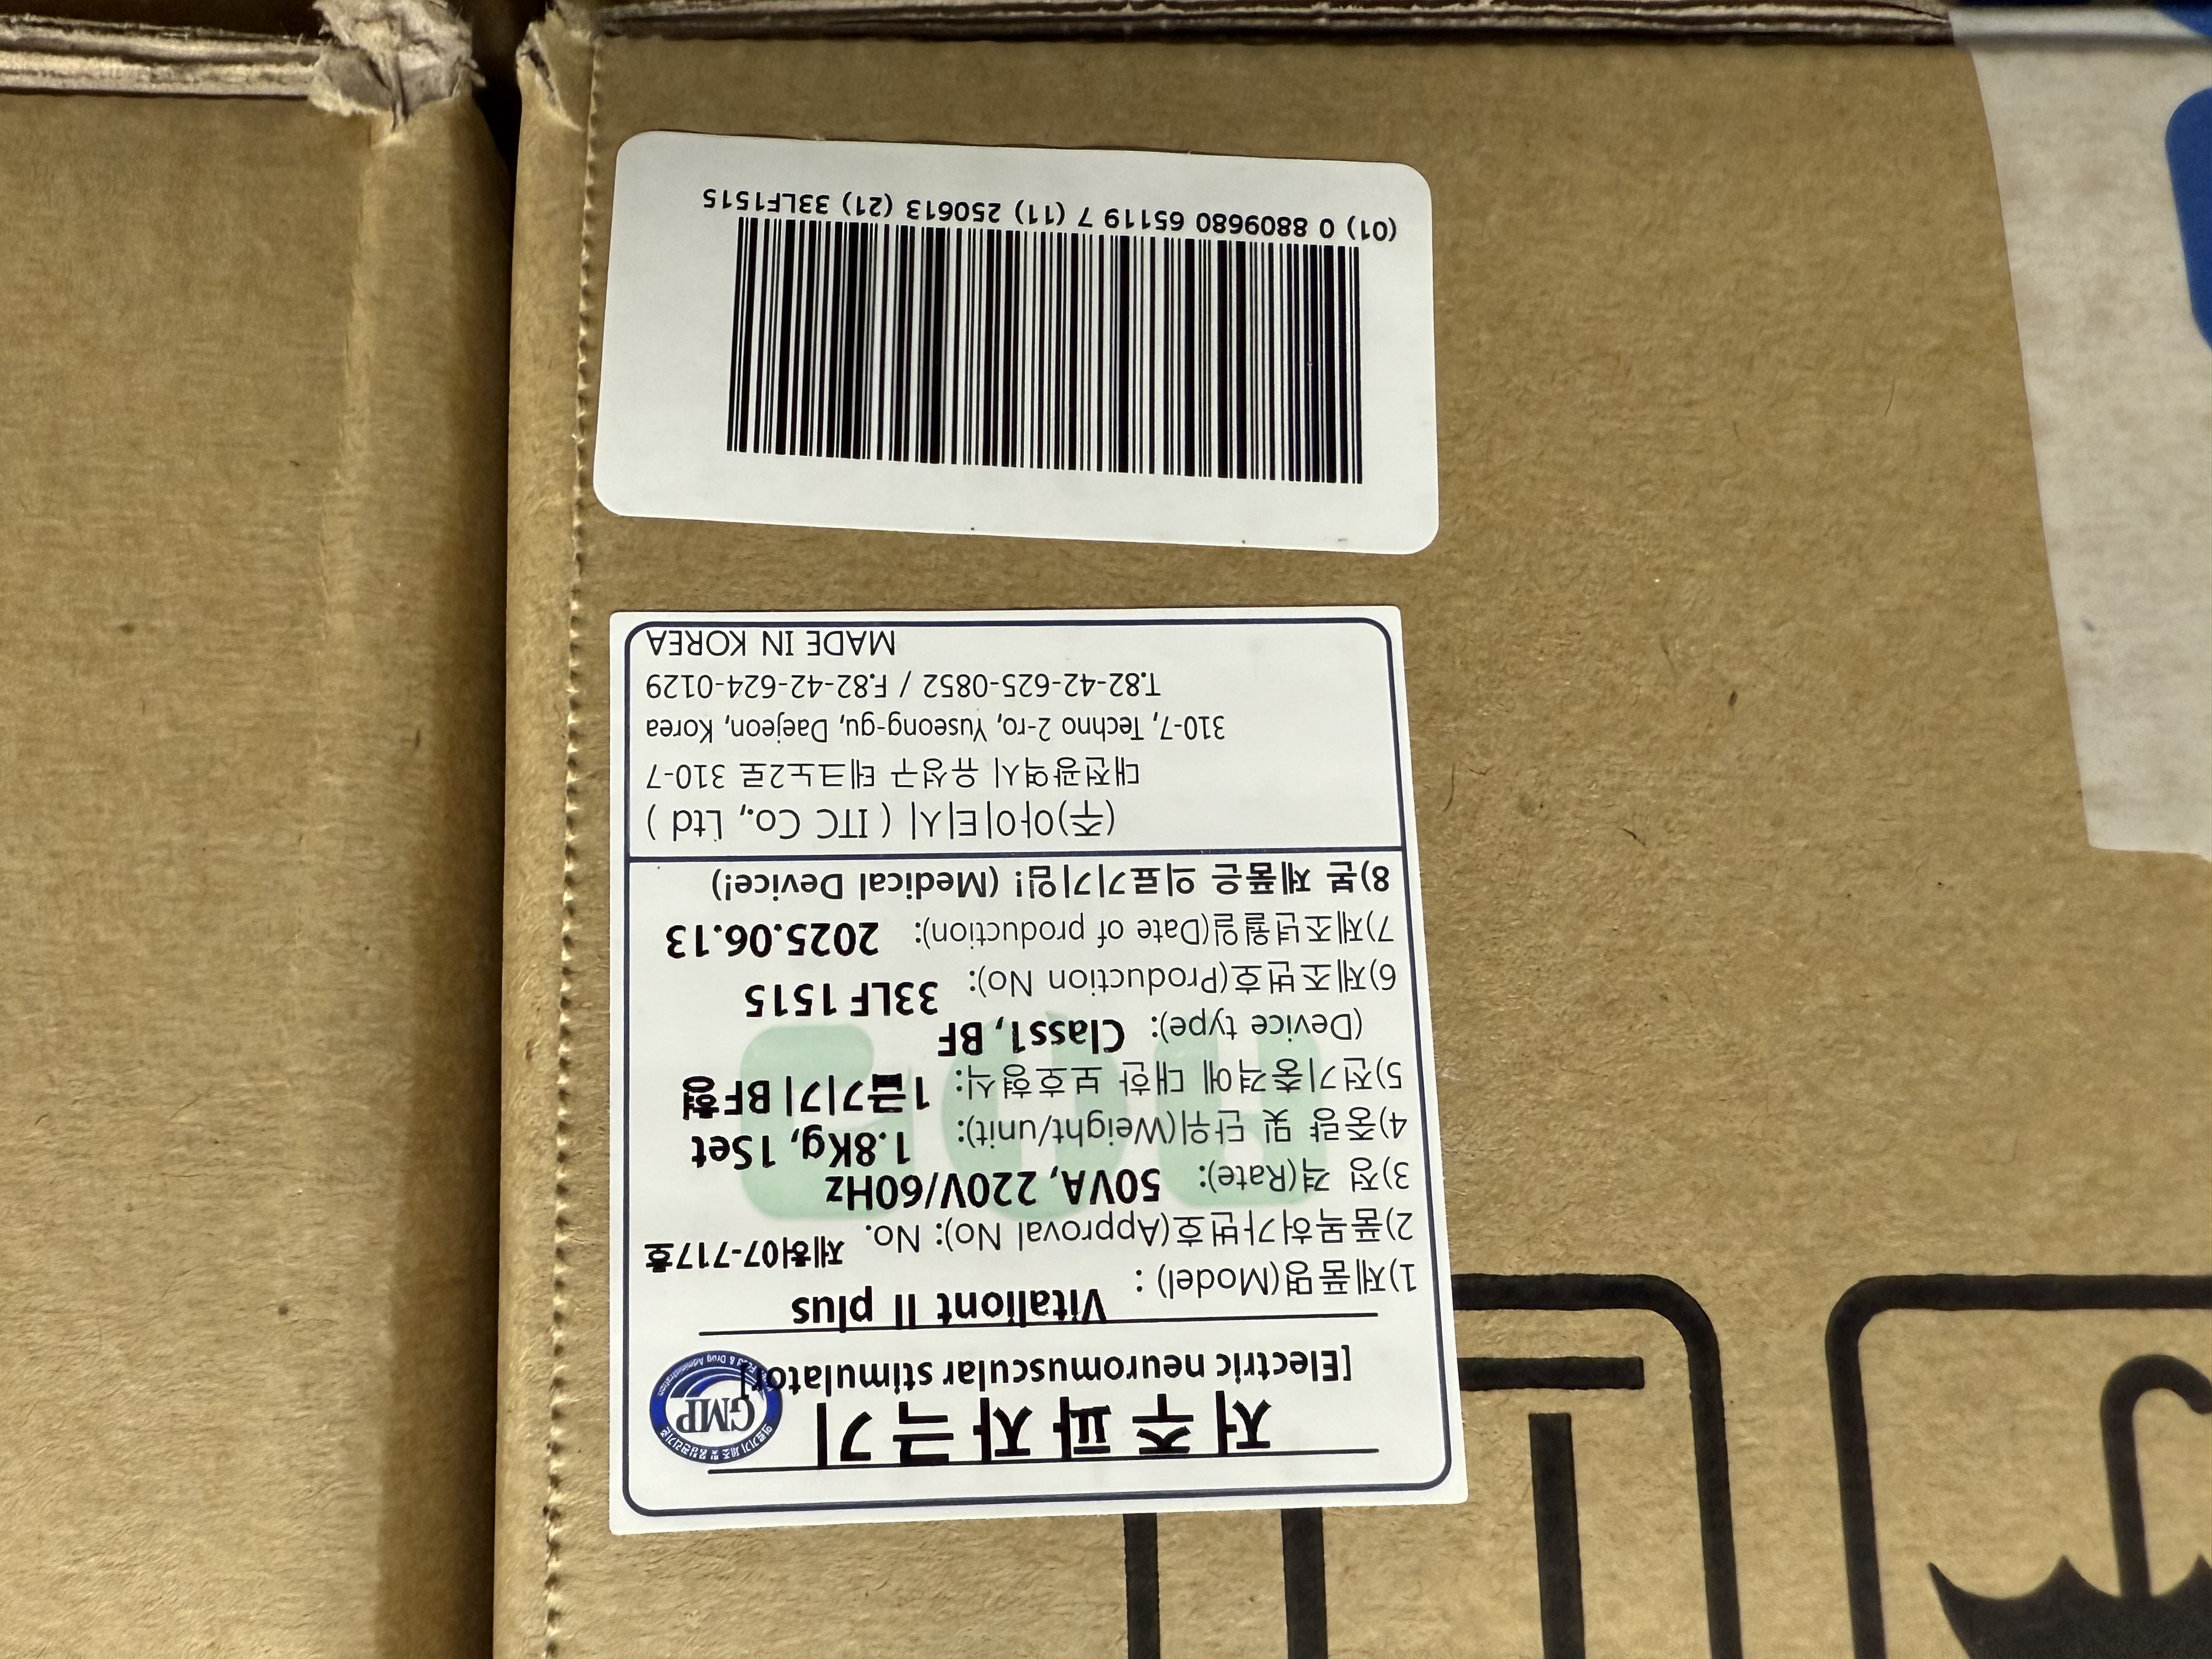 저주파자극기
[Electric neuromuscular stimulator]
GMP
1)제품명(Model) : Vitaliont II plus
2)품목허가번호(Approval No): No. 제허07-717호
3)정 격(Rate): 50VA, 220V/60Hz
4)중량 및 단위(Weight/unit): 1.8Kg, 1Set
5)전기충격에 대한 보호형식: 1급기기 BF형
(Device type): Class1, BF
6)제조번호(Production No): 33LF 1515
7)제조년월일(Date of production): 2025.06.13
8)본 제품은 의료기기임! (Medical Device!)
(주)아이티시 ( ITC Co., Ltd )
대전광역시 유성구 테크노2로 310-7
310-7, Techno 2-ro, Yuseong-gu, Daejeon, Korea
T.82-42-625-0852 / F.82-42-624-0129
MADE IN KOREA
(01) 0 8809680 65119 7 (11) 250613 (21) 33LF1515